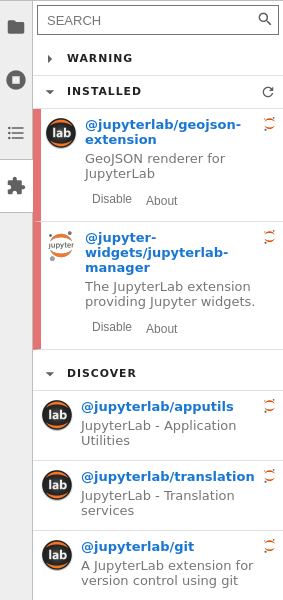 SEARCH
WARNING
INSTALLED
lab
@jupyterlab/geojson-
extension
GeoJSON renderer for
JupyterLab
Disable
About
jupyter
@jupyter-
widgets/jupyterlab-
manager
The JupyterLab extension
providing Jupyter widgets.
Disable
About
DISCOVER
lab
@jupyterlab/apputils
JupyterLab - Application
Utilities
lab
@jupyterlab/translation
JupyterLab - Translation
services
lab
@jupyterlab/git
A JupyterLab extension for
version control using git